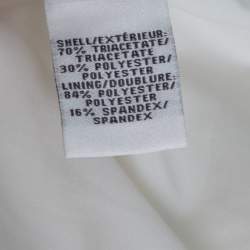 SHELL/EXTÉRIEUR:
70% TRIACETATE/
TRIACETATE
30% POLYESTER/
POLYESTER
LINING/DOUBLURE:
84% POLYESTER/
POLYESTER
16% SPANDEX/
SPANDEX